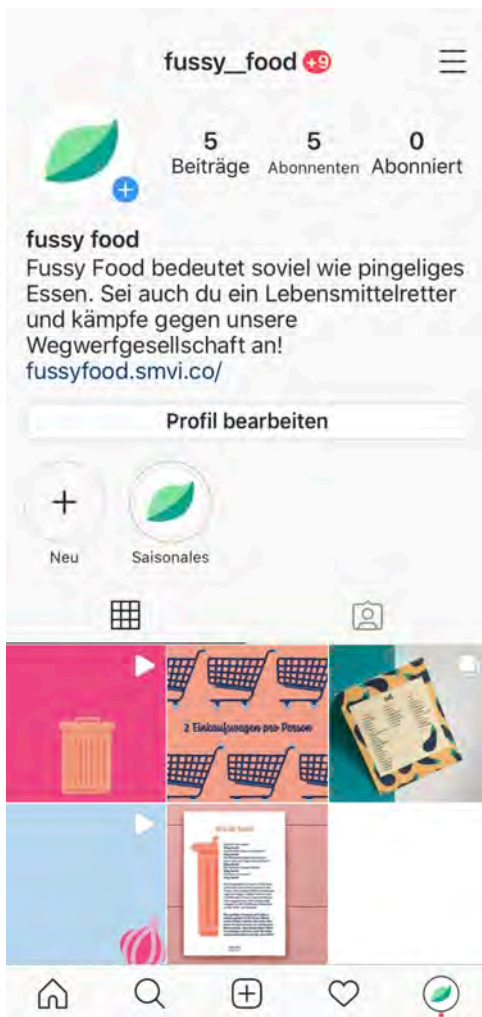 fussy__food +9
5 5 0
Beiträge Abonnenten Abonniert
fussy food
Fussy Food bedeutet soviel wie pingeliges
Essen. Sei auch du ein Lebensmittelretter
und kämpfe gegen unsere
Wegwerfgesellschaft an!
fussyfood.smvi.co/
Profil bearbeiten
Neu Saisonales
2 Einkaufswagen pro Person